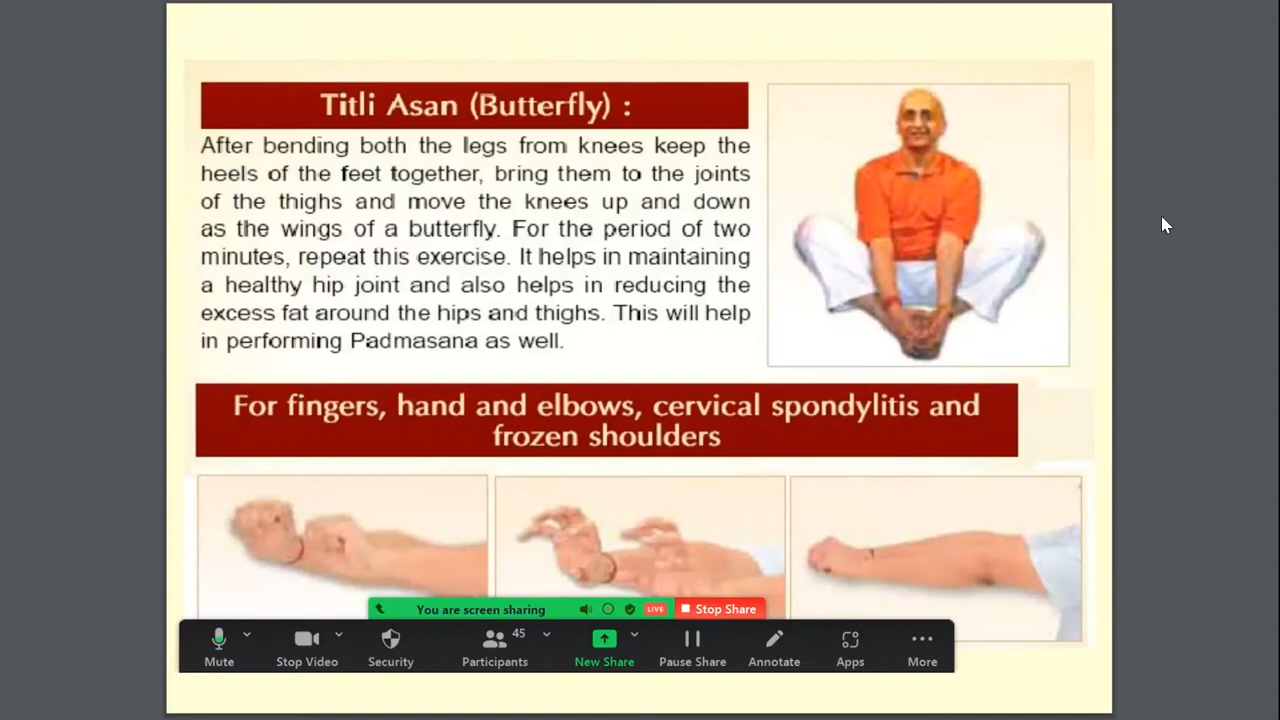 Titli Asan (Butterfly) :
After bending both the legs from knees keep the
heels of the feet together, bring them to the joints
of the thighs and move the knees up and down
as the wings of a butterfly. For the period of two
minutes, repeat this exercise. It helps in maintaining
a healthy hip joint and also helps in reducing the
excess fat around the hips and thighs. This will help
in performing Padmasana as well.
For fingers, hand and elbows, cervical spondylitis and
frozen shoulders
You are screen sharing LIVE Stop Share
45
Mute Stop Video Security Participants New Share Pause Share Annotate Apps More